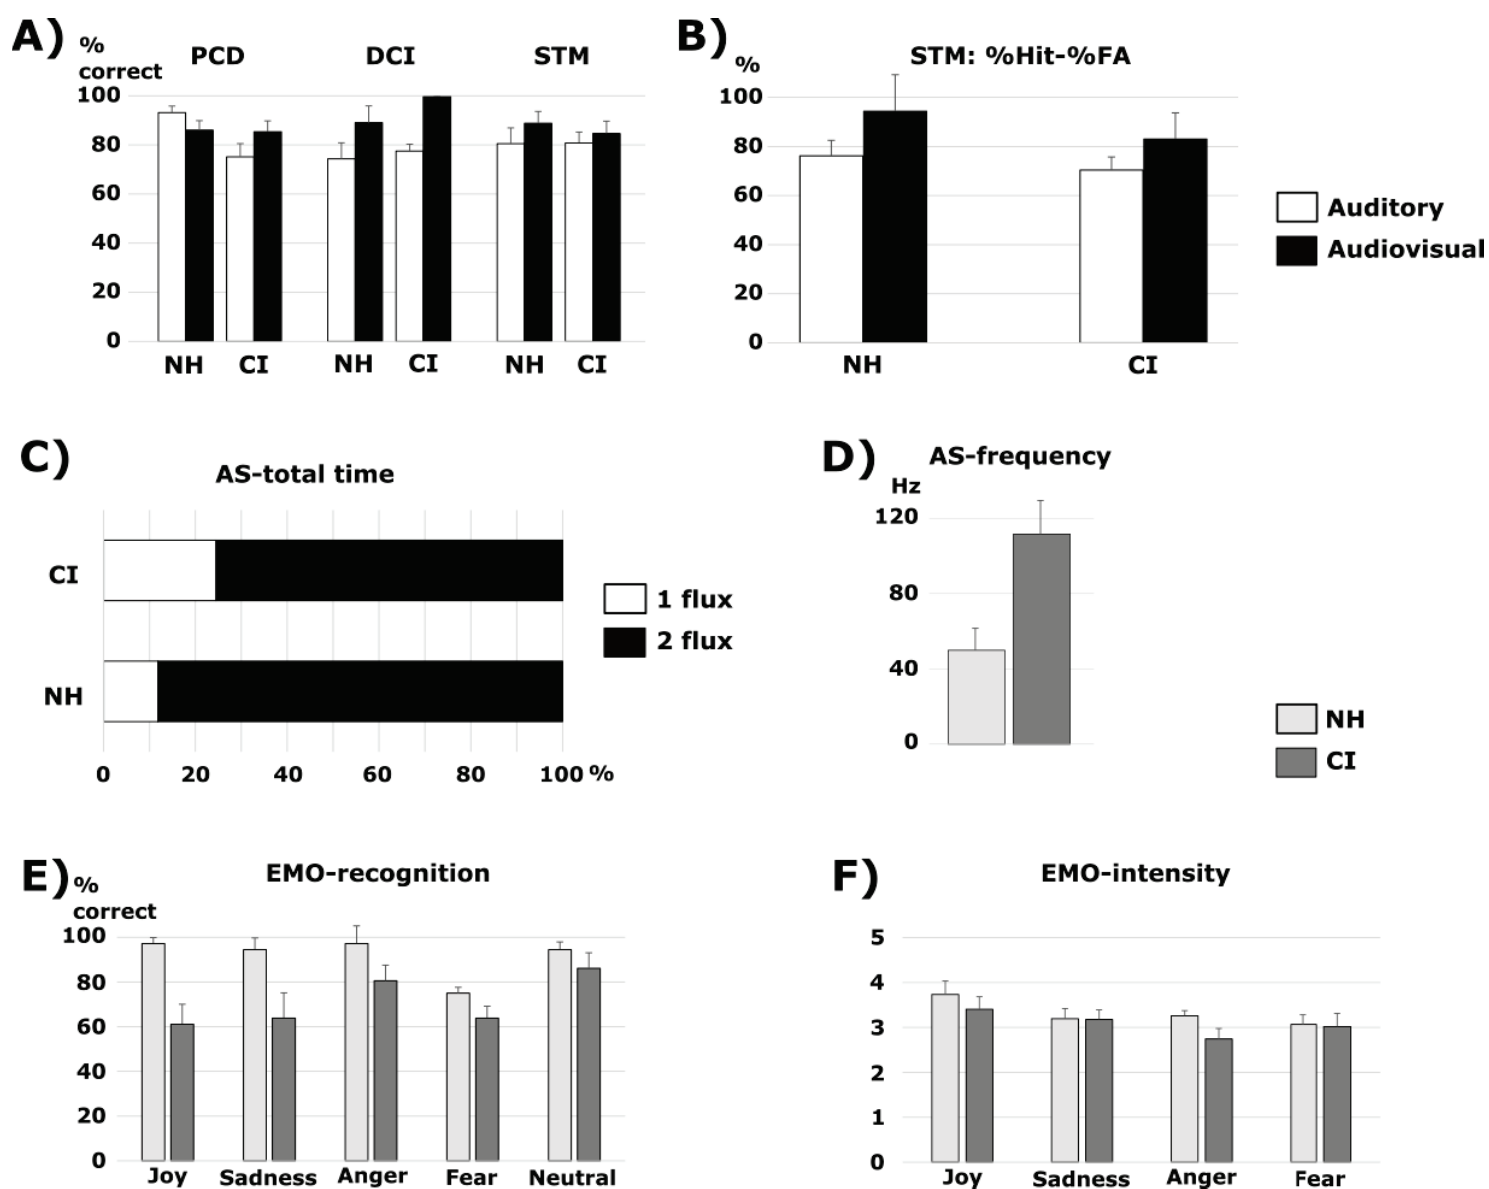 A)
%
correct
PCD DCI STM
100
80
60
40
20
0
NH CI NH CI NH CI
B)
STM: %Hit-%FA
%
100
80
60
40
20
0
NH CI
Auditory
Audiovisual
C)
AS-total time
CI
NH
0 20 40 60 80 100 %
1 flux
2 flux
D)
AS-frequency
Hz
120
80
40
0
NH
CI
E)
EMO-recognition
%
correct
100
80
60
40
20
0
Joy Sadness Anger Fear Neutral
F)
EMO-intensity
5
4
3
2
1
0
Joy Sadness Anger Fear